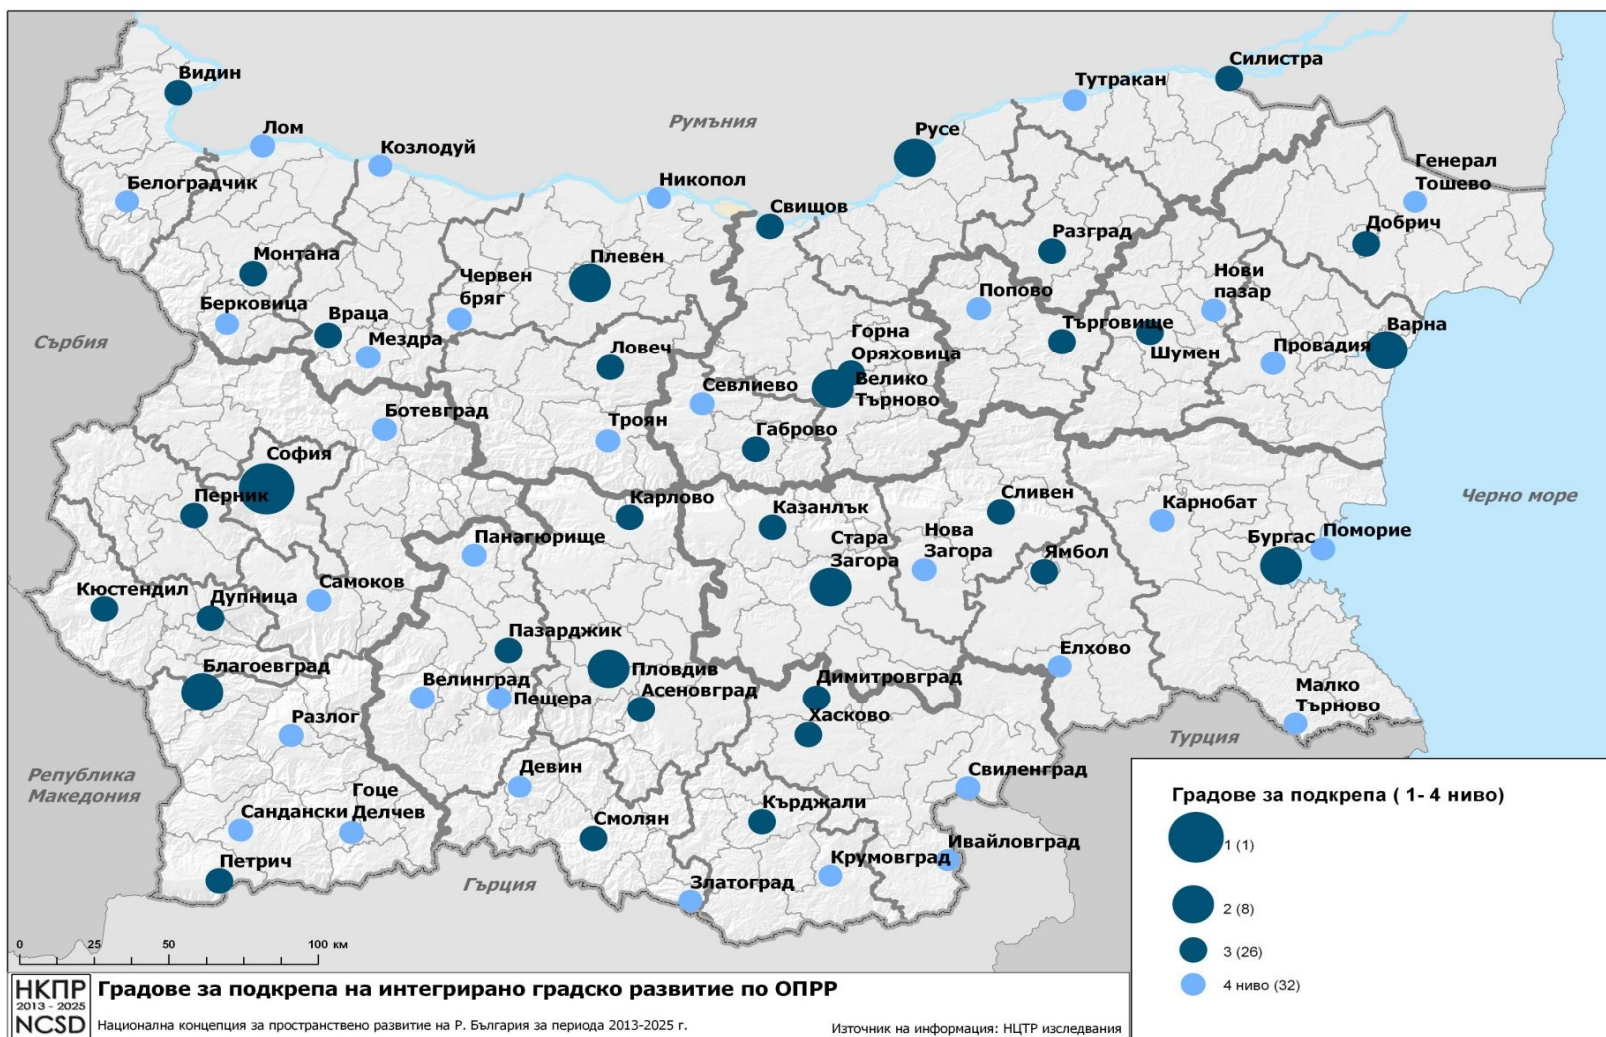 Видин
Силистра
Тутракан
Лом
Румъния
Русе
Козлодуй
Генерал
Тошево
Белоградчик
Никопол
Свищов
Добрич
Разград
Монтана
Плевен
Червен
бряг
Нови
пазар
Попово
Берковица
Враца
Мездра
Сърбия
Горна
Оряховица
Търговище
Шумен
Варна
Провадия
Ловеч
Севлиево
Велико
Търново
Ботевград
Троян
Габрово
София
Перник
Карлово
Казанлък
Сливен
Карнобат
Черно море
Панагюрище
Стара
Загора
Нова
Загора
Ямбол
Бургас
Поморие
Кюстендил
Дупница
Самоков
Пазарджик
Елхово
Благоевград
Велинград
Пещера
Пловдив
Асеновград
Димитровград
Хасково
Малко
Търново
Разлог
Турция
Република
Македония
Девин
Свиленград
Гоце
Делчев
Сандански
Смолян
Кърджали
Петрич
Гърция
Златоград
Крумовград
Ивайловград
Градове за подкрепа ( 1- 4 ниво)
1 (1)
2 (8)
3 (26)
4 ниво (32)
0 25 50 100 км
НКПР
2013 - 2025
NCSD
Градове за подкрепа на интегрирано градско развитие по ОПРР
Национална концепция за пространствено развитие на Р. България за периода 2013-2025 г.
Източник на информация: НЦТР изследвания